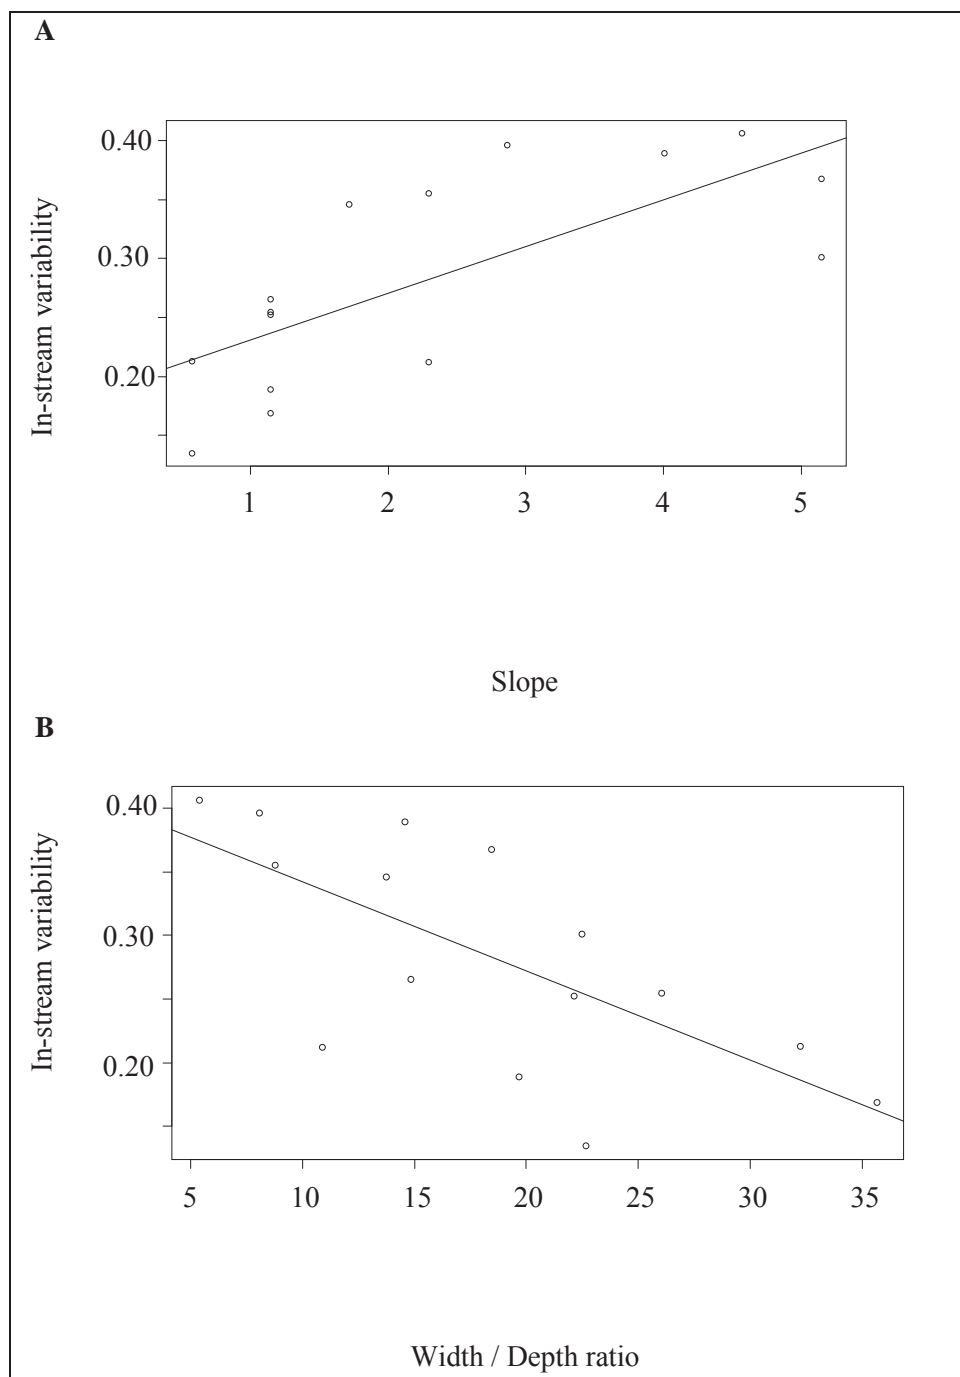 A
In-stream variability
0.40
0.30
0.20
1 2 3 4 5
Slope
B
In-stream variability
0.40
0.30
0.20
5 10 15 20 25 30 35
Width / Depth ratio